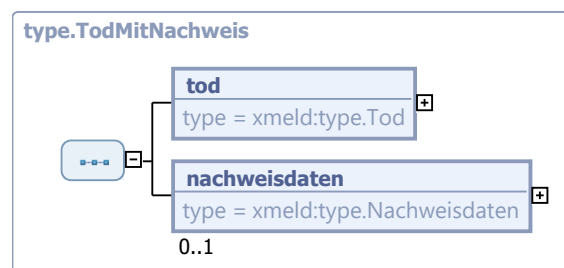 type.TodMitNachweis
tod
type = xmeld:type.Tod
nachweisdaten
type = xmeld:type.Nachweisdaten
0..1